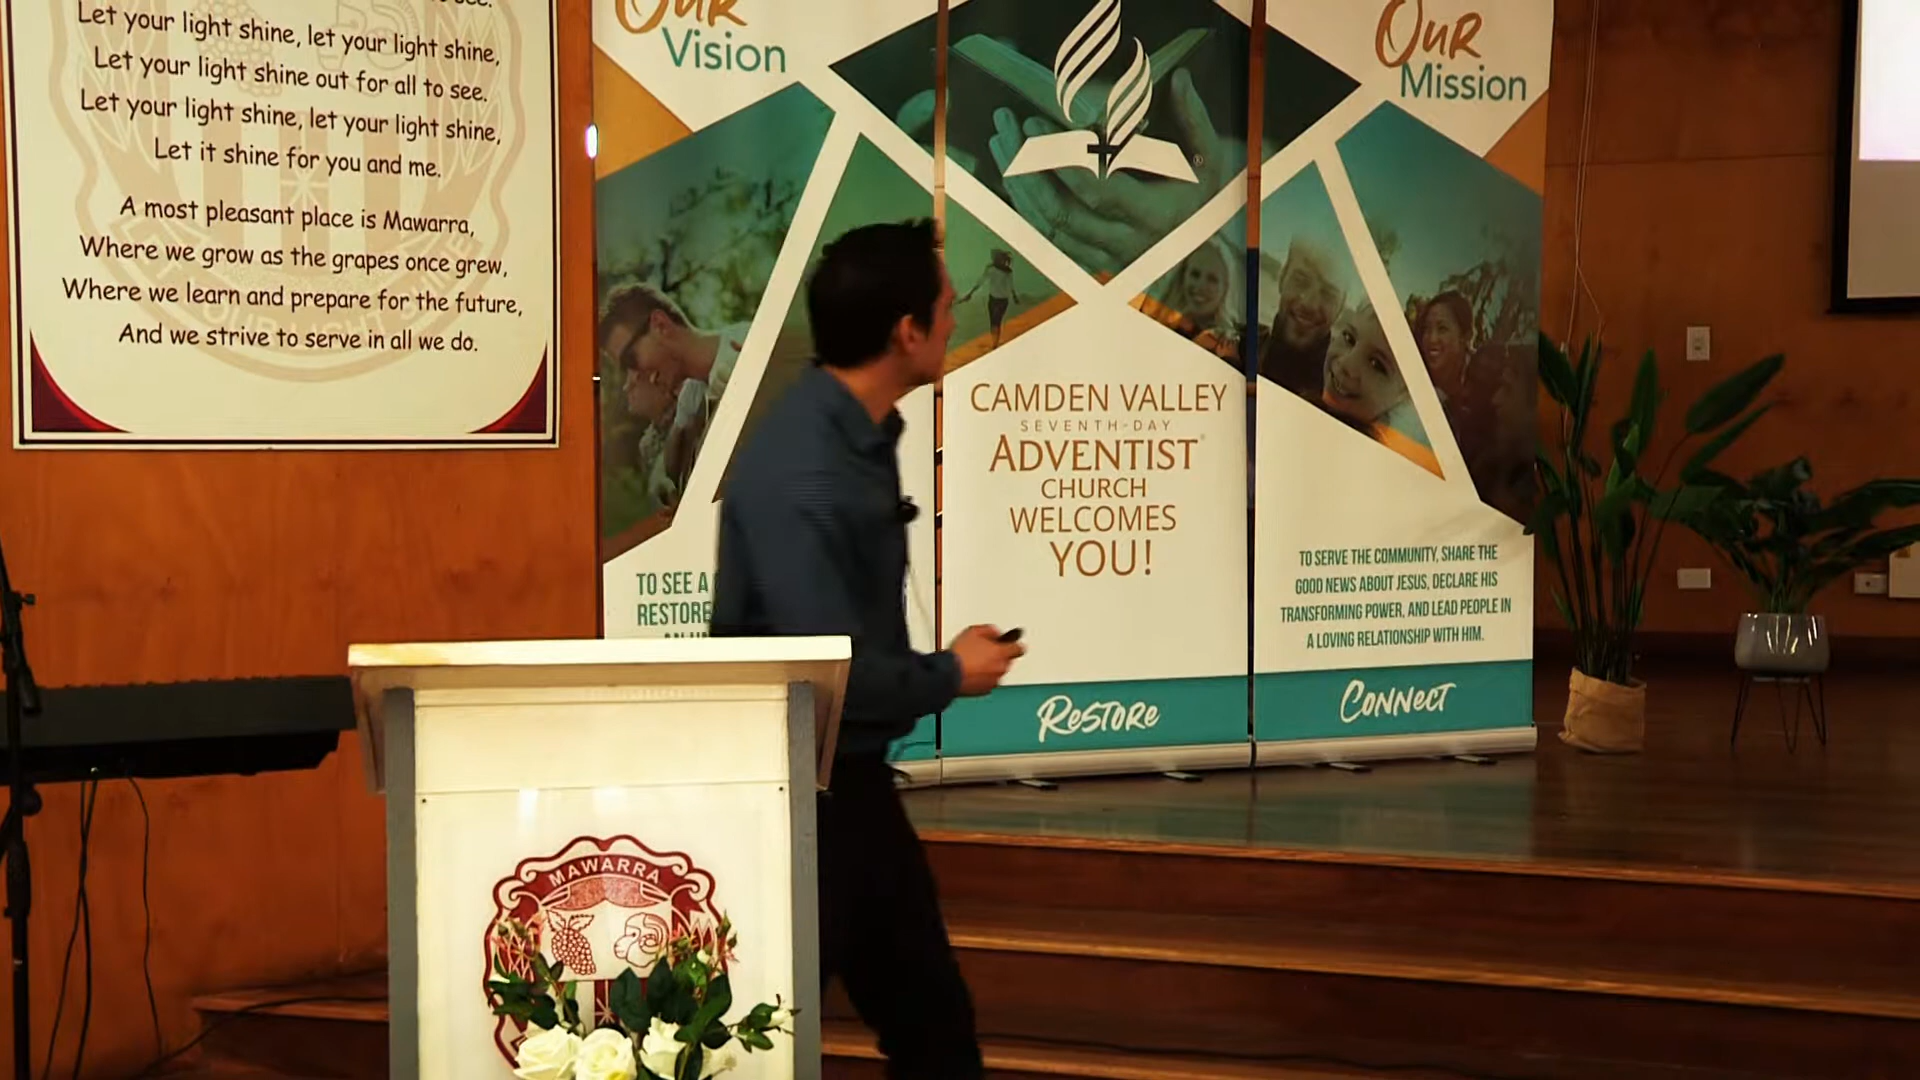 Let your light shine, let your light shine,
Let your light shine out for all to see.
Let your light shine, let your light shine,
Let it shine for you and me.
A most pleasant place is Mawarra,
Where we grow as the grapes once grew,
Where we learn and prepare for the future,
And we strive to serve in all we do.
OUR
Vision
TO SEE A
RESTORE
OUR
Mission
CAMDEN VALLEY
SEVENTH-DAY
ADVENTIST
CHURCH
WELCOMES
YOU!
RESTORE
TO SERVE THE COMMUNITY, SHARE THE
GOOD NEWS ABOUT JESUS, DECLARE HIS
TRANSFORMING POWER, AND LEAD PEOPLE IN
A LOVING RELATIONSHIP WITH HIM.
CONNECT
MAWARRA